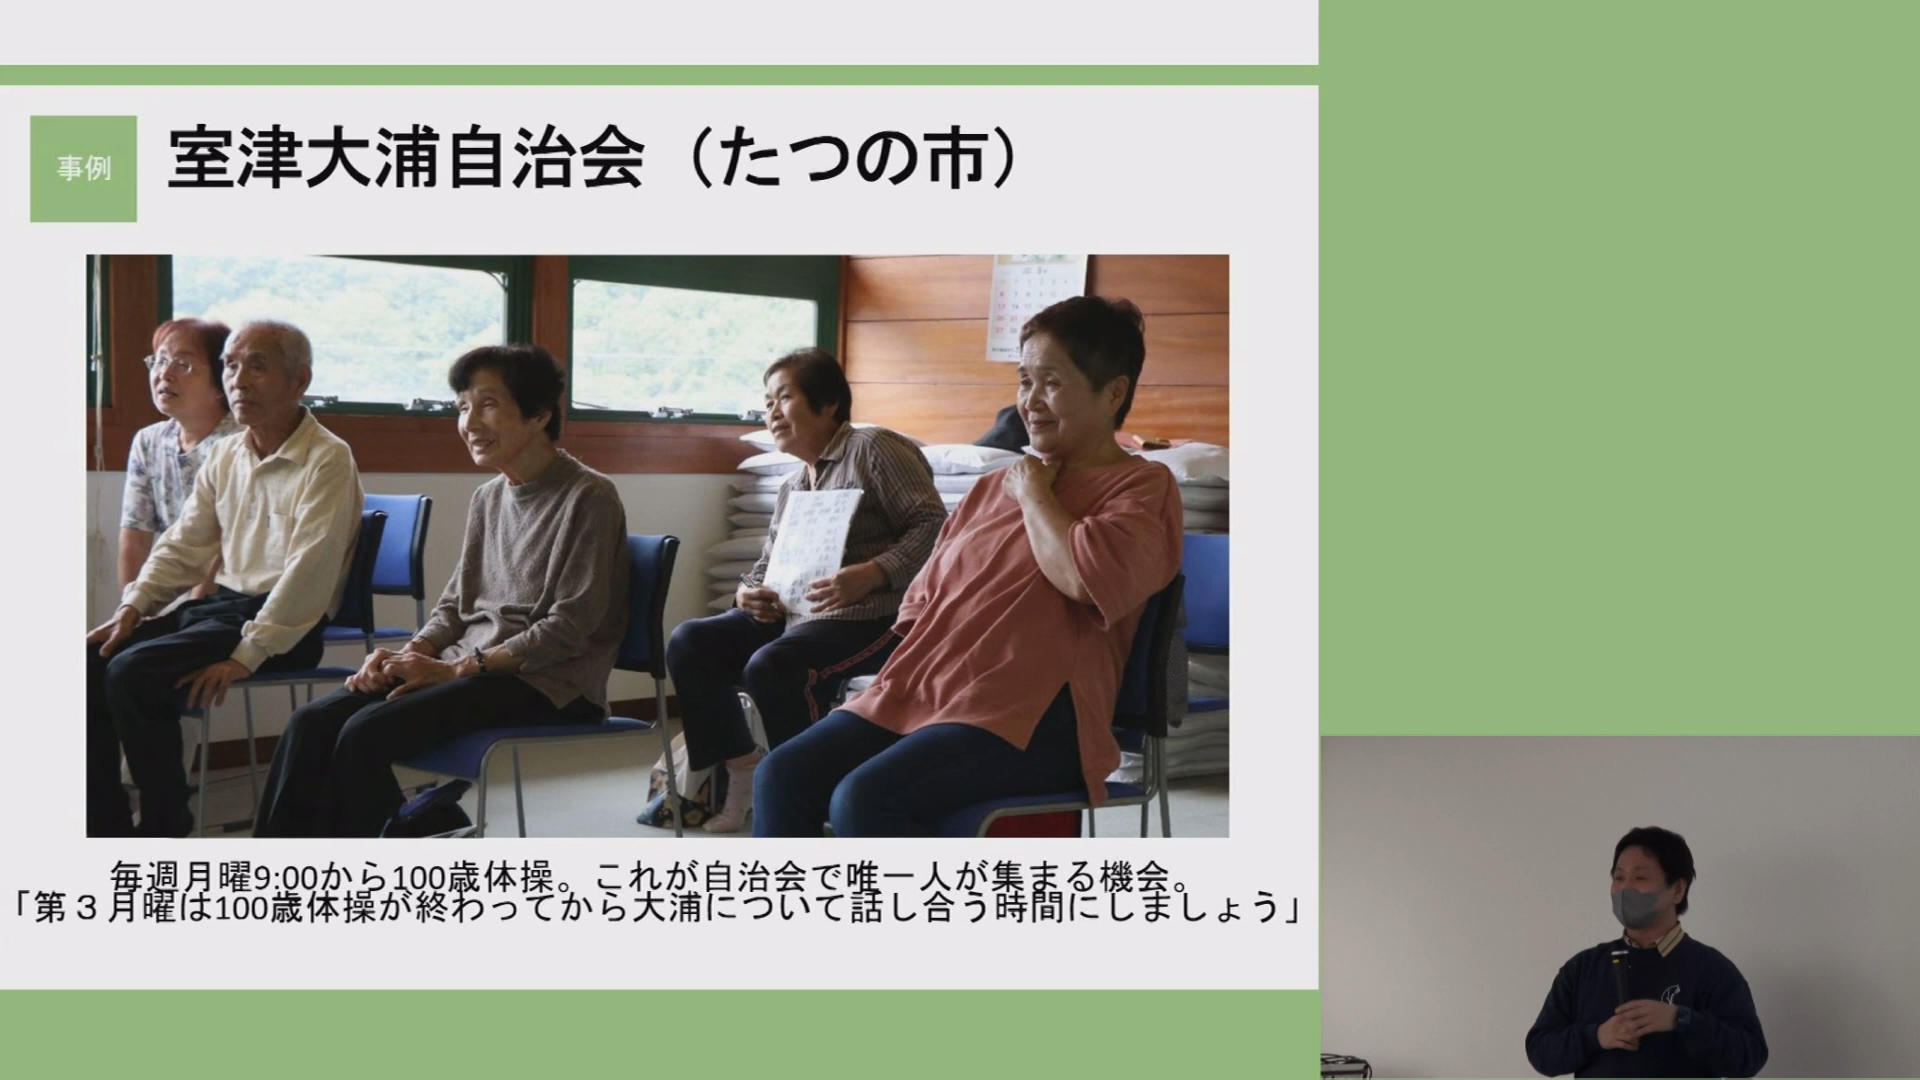 事例
室津大浦自治会（たつの市）
毎週月曜9:00から100歳体操。これが自治会で唯一人が集まる機会。
「第３月曜は100歳体操が終わってから大浦について話し合う時間にしましょう」